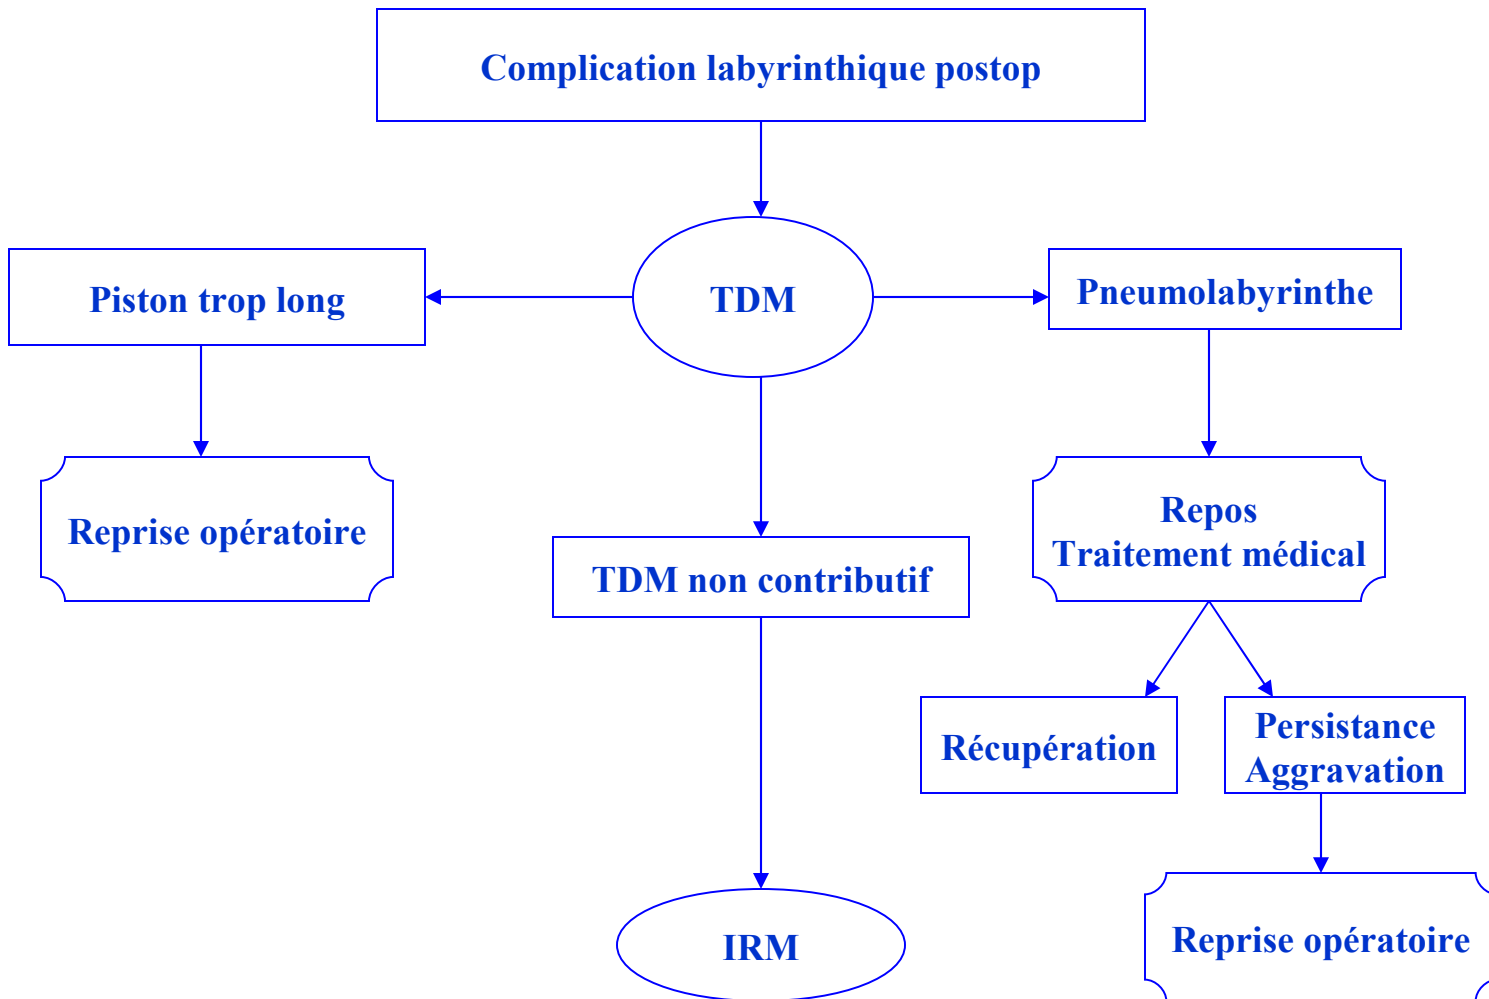 Complication labyrinthique postop
Piston trop long
TDM
Pneumolabyrinthe
Reprise opératoire
TDM non contributif
Repos
Traitement médical
Récupération
Persistance
Aggravation
IRM
Reprise opératoire